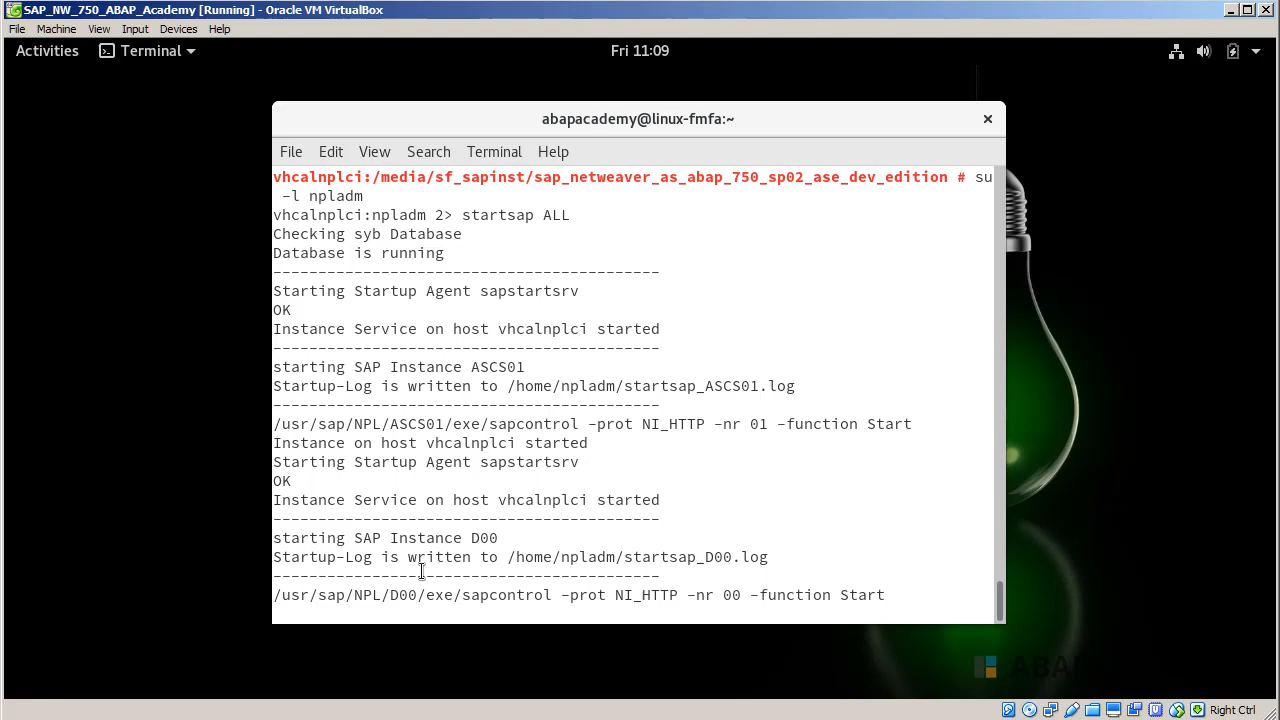 SAP_NW_750_ABAP_Academy [Running] - Oracle VM VirtualBox
File Machine View Input Devices Help
Activities Terminal Fri 11:09
abapacademy@linux-fmfa:~
File Edit View Search Terminal Help
vhcalnplci:/media/sf_sapinst/sap_netweaver_as_abap_750_sp02_ase_dev_edition # su
-l npladm
vhcalnplci:npladm 2> startsap ALL
Checking syb Database
Database is running
-------------------------------------------
Starting Startup Agent sapstartsrv
OK
Instance Service on host vhcalnplci started
-------------------------------------------
starting SAP Instance ASCS01
Startup-Log is written to /home/npladm/startsap_ASCS01.log
-------------------------------------------
/usr/sap/NPL/ASCS01/exe/sapcontrol -prot NI_HTTP -nr 01 -function Start
Instance on host vhcalnplci started
Starting Startup Agent sapstartsrv
OK
Instance Service on host vhcalnplci started
-------------------------------------------
starting SAP Instance D00
Startup-Log is written to /home/npladm/startsap_D00.log
-------------------------------------------
/usr/sap/NPL/D00/exe/sapcontrol -prot NI_HTTP -nr 00 -function Start
Right Ctrl